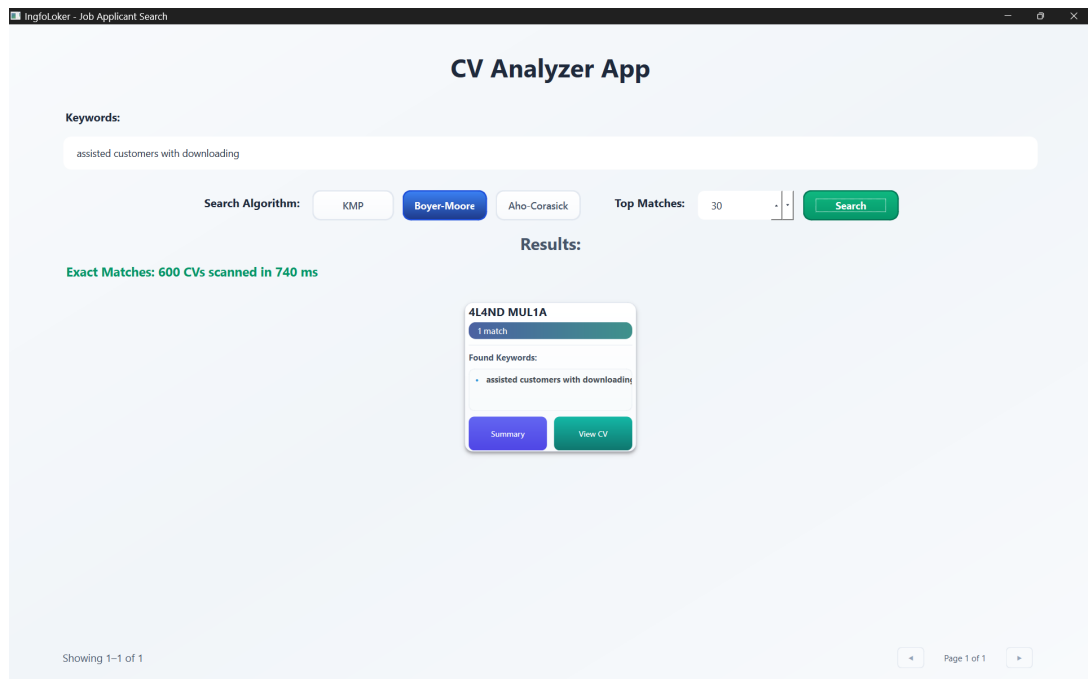 IngfoLoker - Job Applicant Search
CV Analyzer App
Keywords:
assisted customers with downloading
Search Algorithm: KMP Boyer-Moore Aho-Corasick Top Matches: 30 Search
Results:
Exact Matches: 600 CVs scanned in 740 ms
4L4ND MUL1A
1 match
Found Keywords:
• assisted customers with downloading
Summary View CV
Showing 1–1 of 1
Page 1 of 1